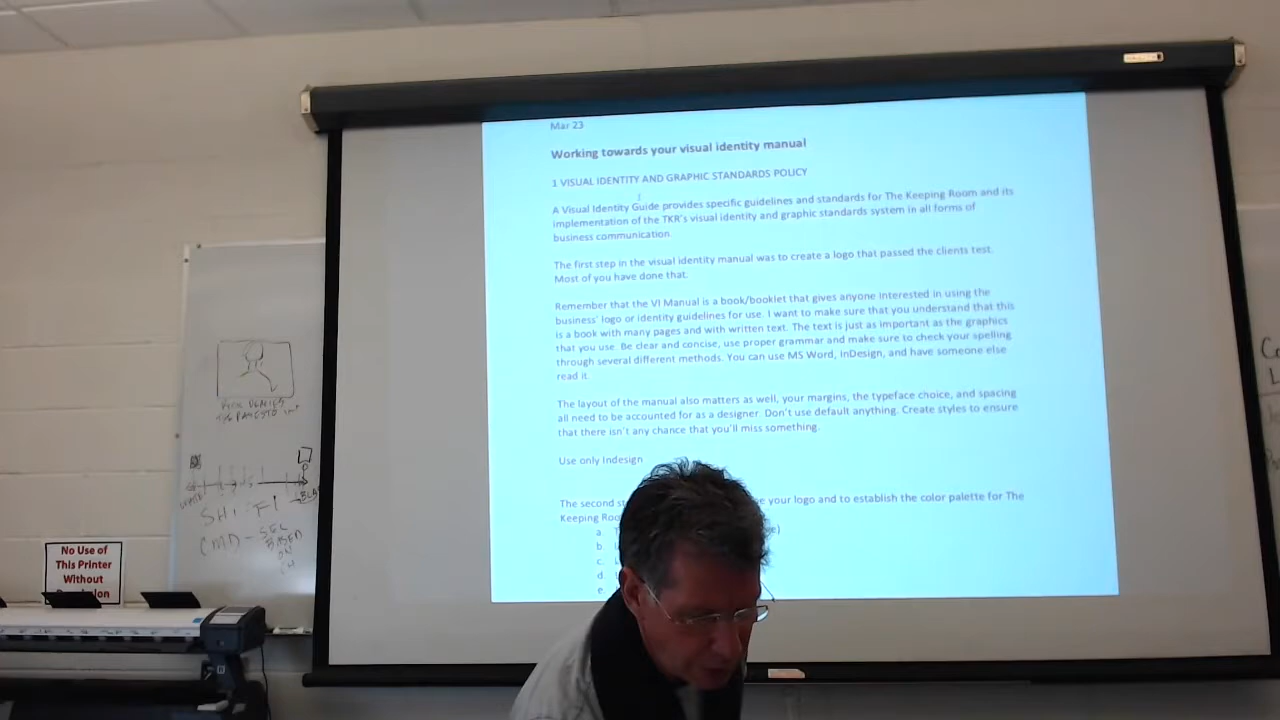 Mar 23
Working towards your visual identity manual
1 VISUAL IDENTITY AND GRAPHIC STANDARDS POLICY
A Visual Identity Guide provides specific guidelines and standards for The Keeping Room and its
implementation of the TKR's visual identity and graphic standards system in all forms of
business communication.
The first step in the visual identity manual was to create a logo that passed the clients test.
Most of you have done that.
Remember that the VI Manual is a book/booklet that gives anyone interested in using the
business' logo or identity guidelines for use. I want to make sure that you understand that this
is a book with many pages and with written text. The text is just as important as the graphics
that you use. Be clear and concise, use proper grammar and make sure to check your spelling
through several different methods. You can use MS Word, InDesign, and have someone else
read it.
The layout of the manual also matters as well, your margins, the typeface choice, and spacing
all need to be accounted for as a designer. Don't use default anything. Create styles to ensure
that there isn't any chance that you'll miss something.
Use only Indesign
The second your logo and to establish the color palette for The
Keeping
a.
b.
c.
d.
e.
SHIFT
CMD - SEL
BASED
ON
No Use of
This Printer
Without